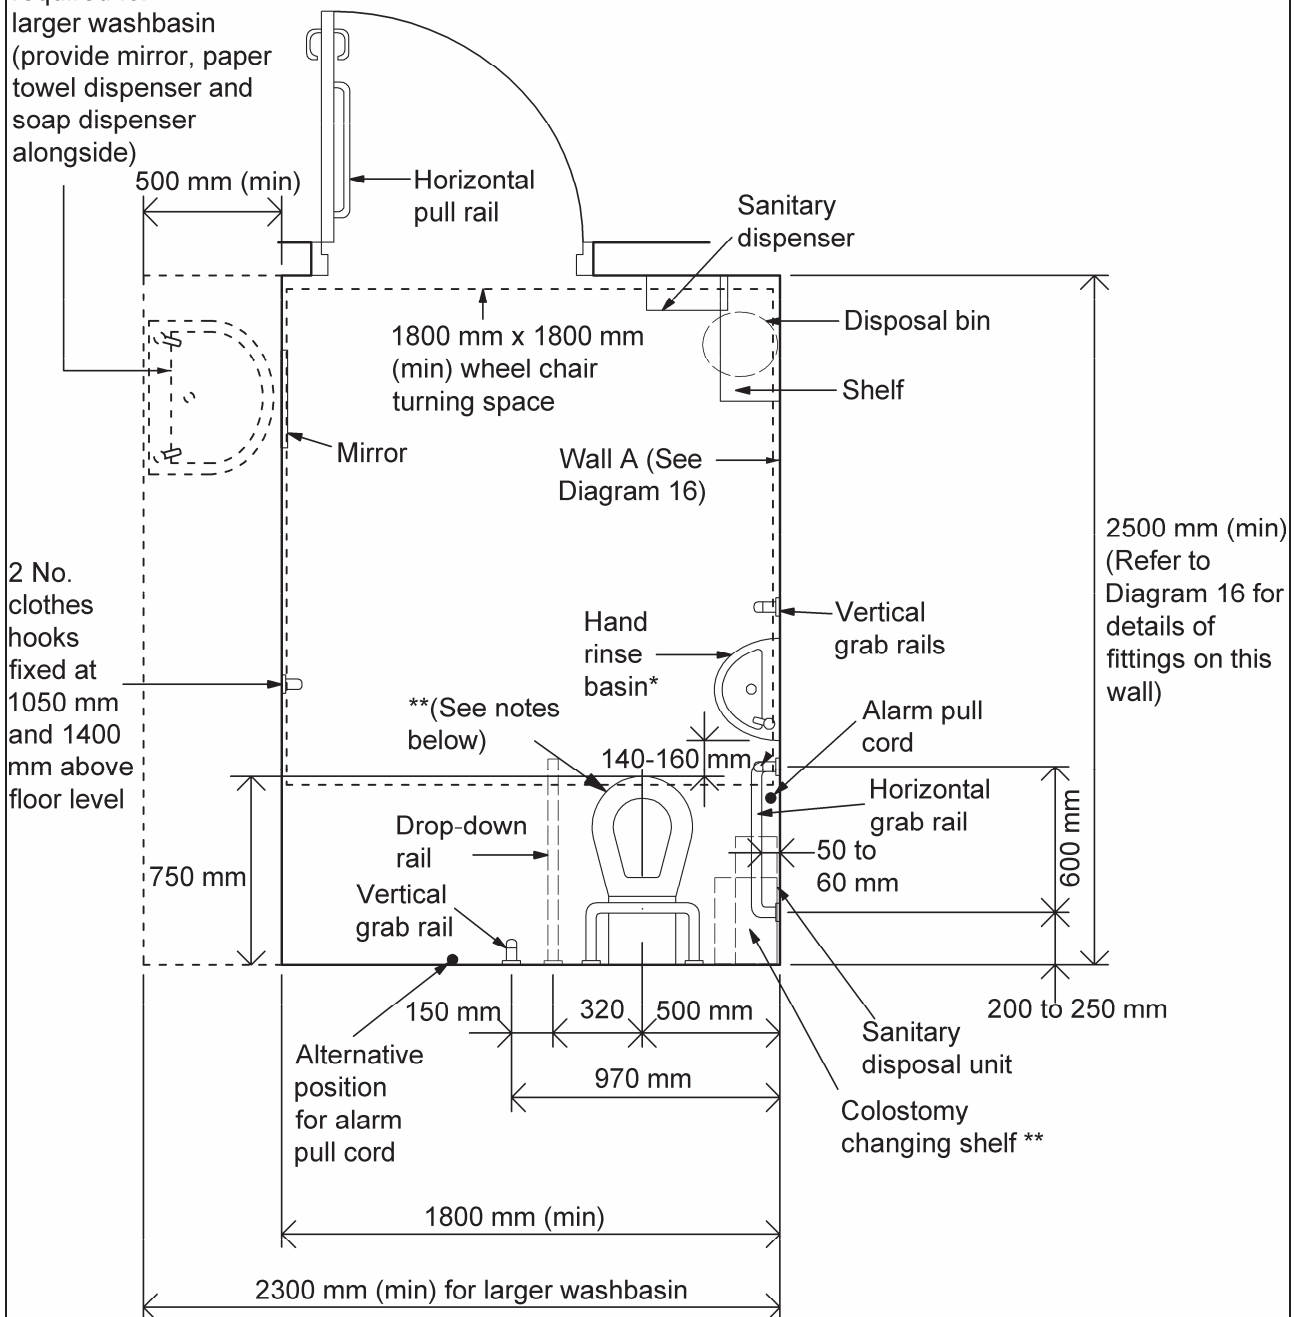 larger washbasin
(provide mirror, paper
towel dispenser and
soap dispenser
alongside)
500 mm (min)
Horizontal
pull rail
Sanitary
dispenser
1800 mm x 1800 mm
(min) wheel chair
turning space
Disposal bin
Shelf
Mirror
Wall A (See
Diagram 16)
2500 mm (min)
(Refer to
Diagram 16 for
details of
fittings on this
wall)
2 No.
clothes
hooks
fixed at
1050 mm
and 1400
mm above
floor level
Hand
rinse
basin*
Vertical
grab rails
**(See notes
below)
Alarm pull
cord
140-160 mm
Horizontal
grab rail
Drop-down
rail
50 to
60 mm
600 mm
750 mm
Vertical
grab rail
150 mm
320
500 mm
200 to 250 mm
Sanitary
disposal unit
Alternative
position
for alarm
pull cord
970 mm
Colostomy
changing shelf **
1800 mm (min)
2300 mm (min) for larger washbasin